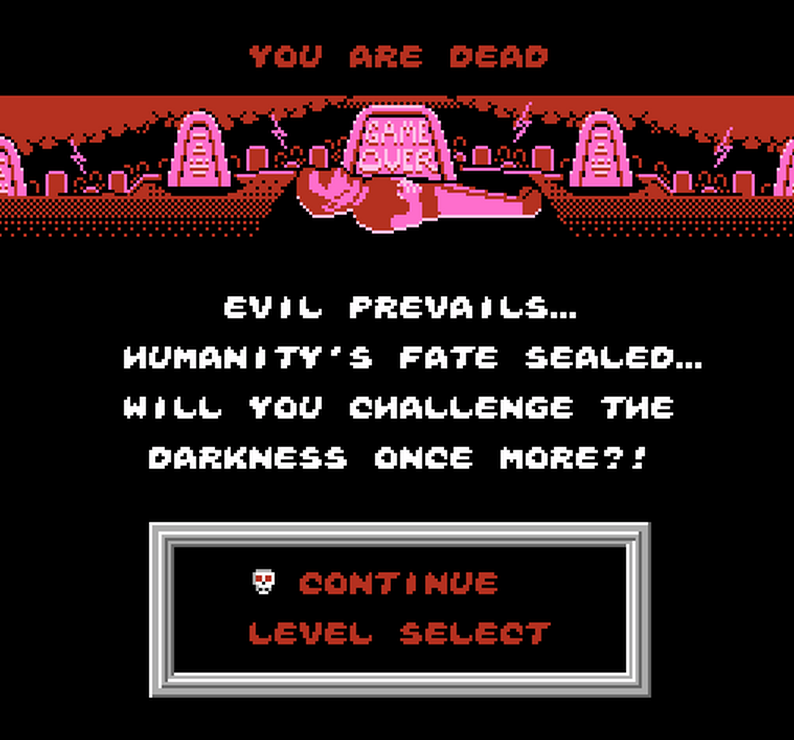 YOU ARE DEAD
GAME
OVER
EVIL PREVAILS...
HUMANITY'S FATE SEALED...
WILL YOU CHALLENGE THE
DARKNESS ONCE MORE?!
CONTINUE
LEVEL SELECT